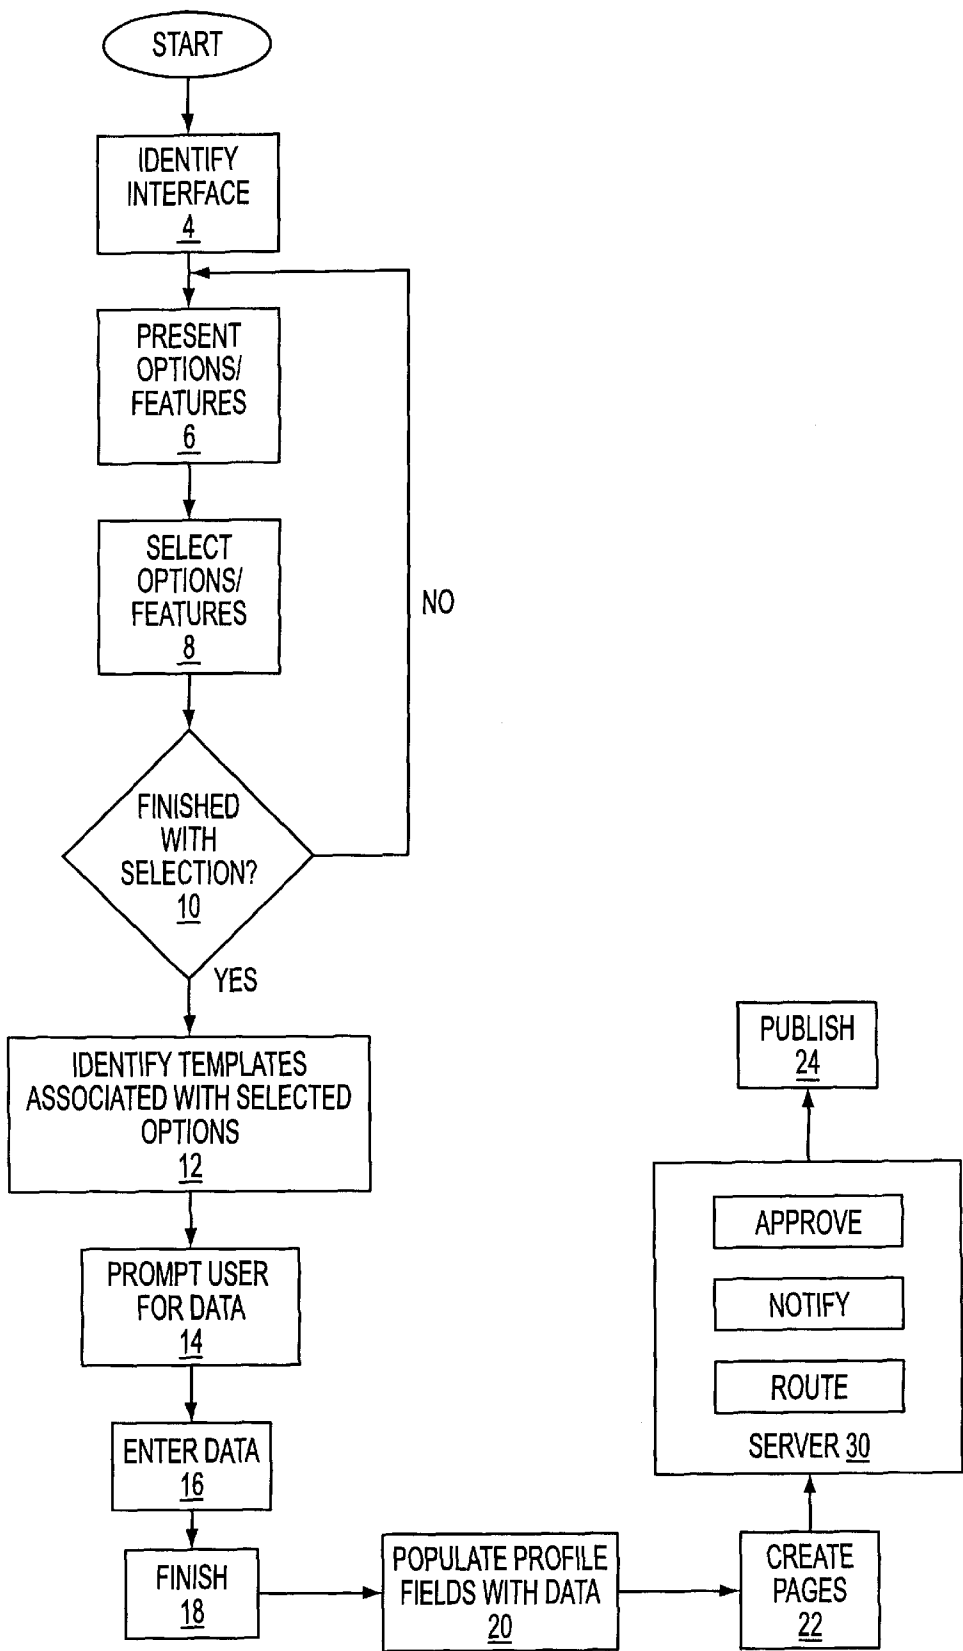 START
IDENTIFY
INTERFACE
4
PRESENT
OPTIONS/
FEATURES
6
SELECT
OPTIONS/
FEATURES
8
NO
FINISHED
WITH
SELECTION?
10
YES
IDENTIFY TEMPLATES
ASSOCIATED WITH SELECTED
OPTIONS
12
PROMPT USER
FOR DATA
14
ENTER DATA
16
FINISH
18
POPULATE PROFILE
FIELDS WITH DATA
20
CREATE
PAGES
22
APPROVE
NOTIFY
ROUTE
SERVER 30
PUBLISH
24